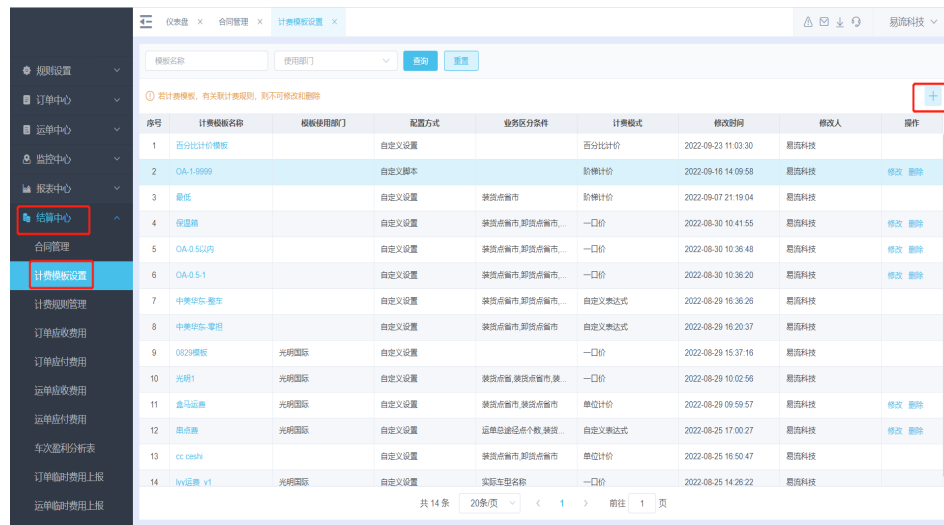 仪表盘 × 合同管理 × 计费模板设置 × 易流科技
模板名称 使用部门 查询 重置
若计费模板，有关联计费规则，则不可修改和删除
规则设置
订单中心
运单中心
监控中心
报表中心
结算中心
合同管理
计费模板设置
计费规则管理
订单应收费用
订单应付费用
运单应收费用
运单应付费用
车次盈利分析表
订单临时费用上报
运单临时费用上报
序号 计费模板名称 模板使用部门 配置方式 业务区分条件 计费模式 修改时间 修改人 操作
1 百分比计价模板 自定义设置 百分比计价 2022-09-23 11:03:30 易流科技
2 OA-1-9999 自定义脚本 阶梯计价 2022-09-16 14:09:58 易流科技 修改 删除
3 最低 自定义设置 装货点省市 阶梯计价 2022-09-07 21:19:04 易流科技
4 保温箱 自定义设置 装货点省市,卸货点省市,... 一口价 2022-08-30 10:41:55 易流科技 修改 删除
5 OA-0.5以内 自定义设置 装货点省市,卸货点省市,... 一口价 2022-08-30 10:36:48 易流科技 修改 删除
6 OA-0.5-1 自定义设置 装货点省市,卸货点省市,... 一口价 2022-08-30 10:36:20 易流科技 修改 删除
7 中美华东-整车 自定义设置 装货点省市,卸货点省市,... 自定义表达式 2022-08-29 16:36:26 易流科技
8 中美华东-零担 自定义设置 装货点省市,卸货点省市 自定义表达式 2022-08-29 16:20:37 易流科技
9 0829模板 光明国际 自定义设置 一口价 2022-08-29 15:37:16 易流科技
10 光明1 光明国际 自定义设置 装货点省,装货点省市,装... 一口价 2022-08-29 10:02:56 易流科技
11 盒马运费 光明国际 自定义设置 装货点省市,装货点省市 单位计价 2022-08-29 09:59:57 易流科技 修改 删除
12 串点费 光明国际 自定义设置 运单总途径点个数,装货... 自定义表达式 2022-08-25 17:00:27 易流科技 修改 删除
13 cc ceshi 自定义设置 装货点省市,卸货点省市 单位计价 2022-08-25 16:50:47 易流科技
14 lvy运费_v1 光明国际 自定义设置 实际车型名称 一口价 2022-08-25 14:26:22 易流科技
共 14 条 20条/页 1 前往 1 页